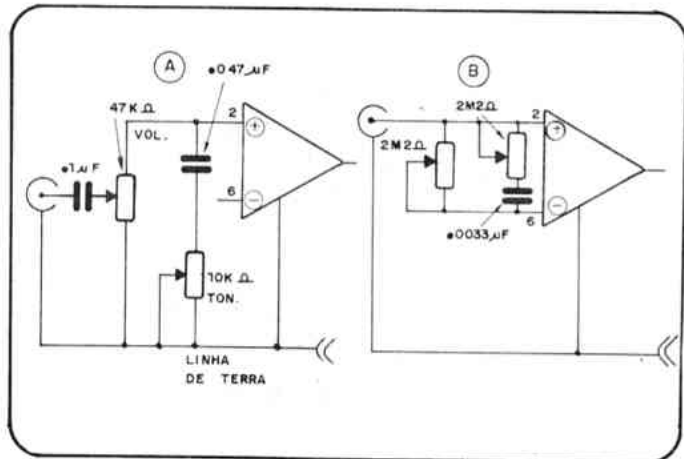 A
.047µF
47KΩ
VOL.
.1µF
2
+
6
-
10KΩ
TON.
LINHA
DE TERRA
B
2M2Ω
2
+
2M2Ω
-
6
.0033µF